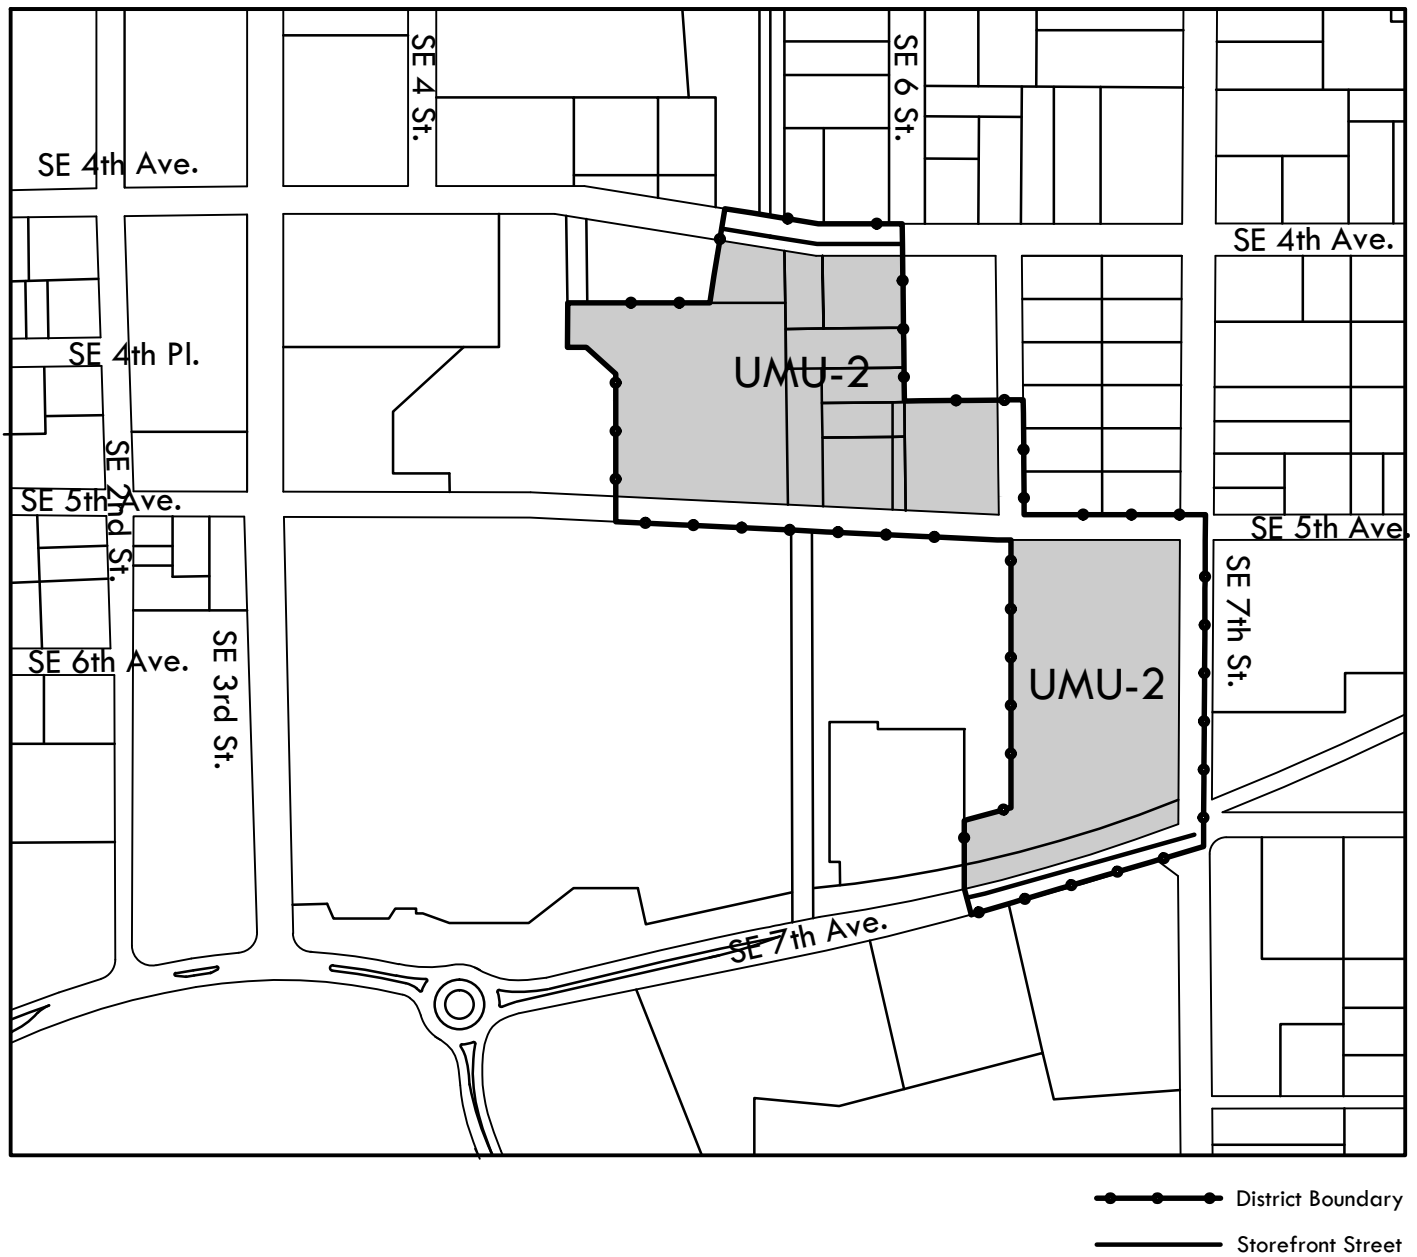 SE 4 St.
SE 6 St.
SE 4th Ave.
SE 4th Ave.
SE 4th Pl.
UMU-2
SE 2nd St.
SE 5th Ave.
SE 5th Ave.
SE 7th St.
SE 6th Ave.
SE 3rd St.
UMU-2
SE 7th Ave.
District Boundary
Storefront Street